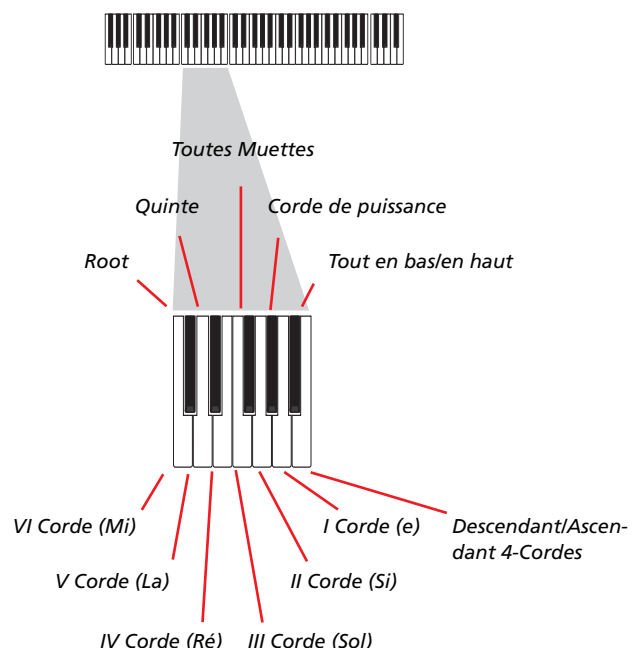 Toutes Muettes
Quinte
Corde de puissance
Root
Tout en bas/en haut
VI Corde (Mi)
I Corde (e)
Descendant/Ascen-
dant 4-Cordes
V Corde (La)
II Corde (Si)
IV Corde (Ré)
III Corde (Sol)